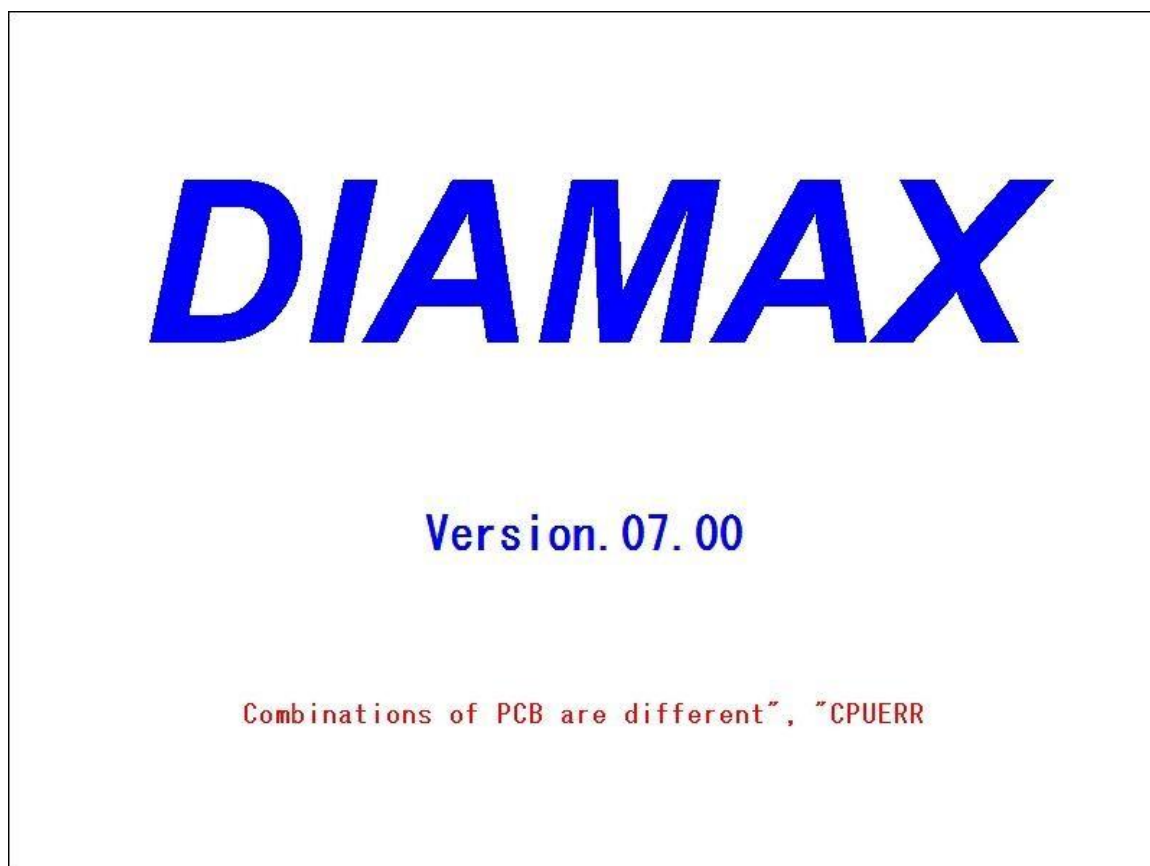 DIAMAX
Version.07.00
Combinations of PCB are different", "CPUERR